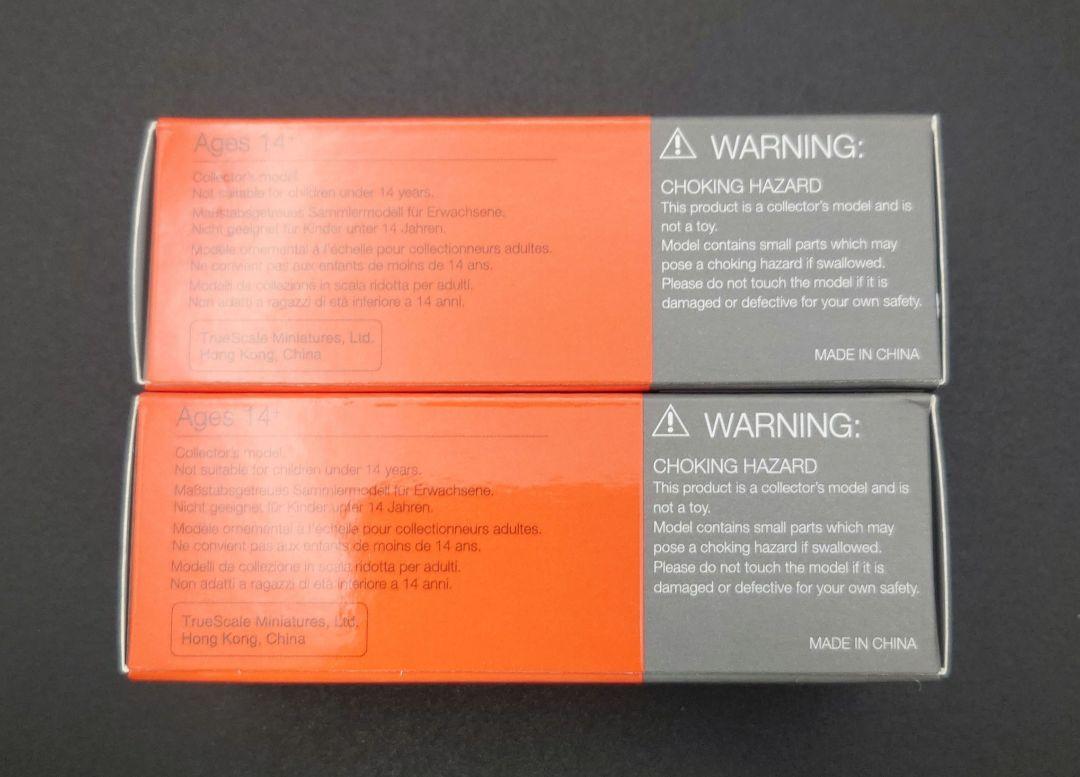 Ages 14+
Collector's model.
Not suitable for children under 14 years.
Maßstabsgetreues Sammlermodell für Erwachsene.
Nicht geeignet für Kinder unter 14 Jahren.
Modèle ornemental à l'échelle pour collectionneurs adultes.
Ne convient pas aux enfants de moins de 14 ans.
Modelli da collezione in scala ridotta per adulti.
Non adatti a ragazzi di età inferiore a 14 anni.
TrueScale Miniatures, Ltd.
Hong Kong, China
WARNING:
CHOKING HAZARD
This product is a collector's model and is
not a toy.
Model contains small parts which may
pose a choking hazard if swallowed.
Please do not touch the model if it is
damaged or defective for your own safety.
MADE IN CHINA
Ages 14+
Collector's model.
Not suitable for children under 14 years.
Maßstabsgetreues Sammlermodell für Erwachsene.
Nicht geeignet für Kinder unter 14 Jahren.
Modèle ornemental à l'échelle pour collectionneurs adultes.
Ne convient pas aux enfants de moins de 14 ans.
Modelli da collezione in scala ridotta per adulti.
Non adatti a ragazzi di età inferiore a 14 anni.
TrueScale Miniatures, Ltd.
Hong Kong, China
WARNING:
CHOKING HAZARD
This product is a collector's model and is
not a toy.
Model contains small parts which may
pose a choking hazard if swallowed.
Please do not touch the model if it is
damaged or defective for your own safety.
MADE IN CHINA